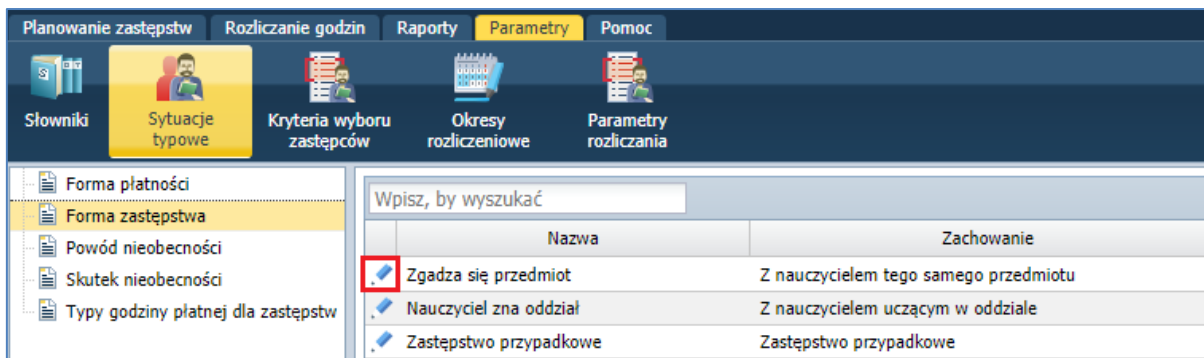 Planowanie zastępstw Rozliczanie godzin Raporty Parametry Pomoc
Słowniki
Sytuacje
typowe
Kryteria wyboru
zastępców
Okresy
rozliczeniowe
Parametry
rozliczania
Forma płatności
Forma zastępstwa
Powód nieobecności
Skutek nieobecności
Typy godziny płatnej dla zastępstw
Wpisz, by wyszukać
Nazwa Zachowanie
Zgadza się przedmiot Z nauczycielem tego samego przedmiotu
Nauczyciel zna oddział Z nauczycielem uczącym w oddziale
Zastępstwo przypadkowe Zastępstwo przypadkowe